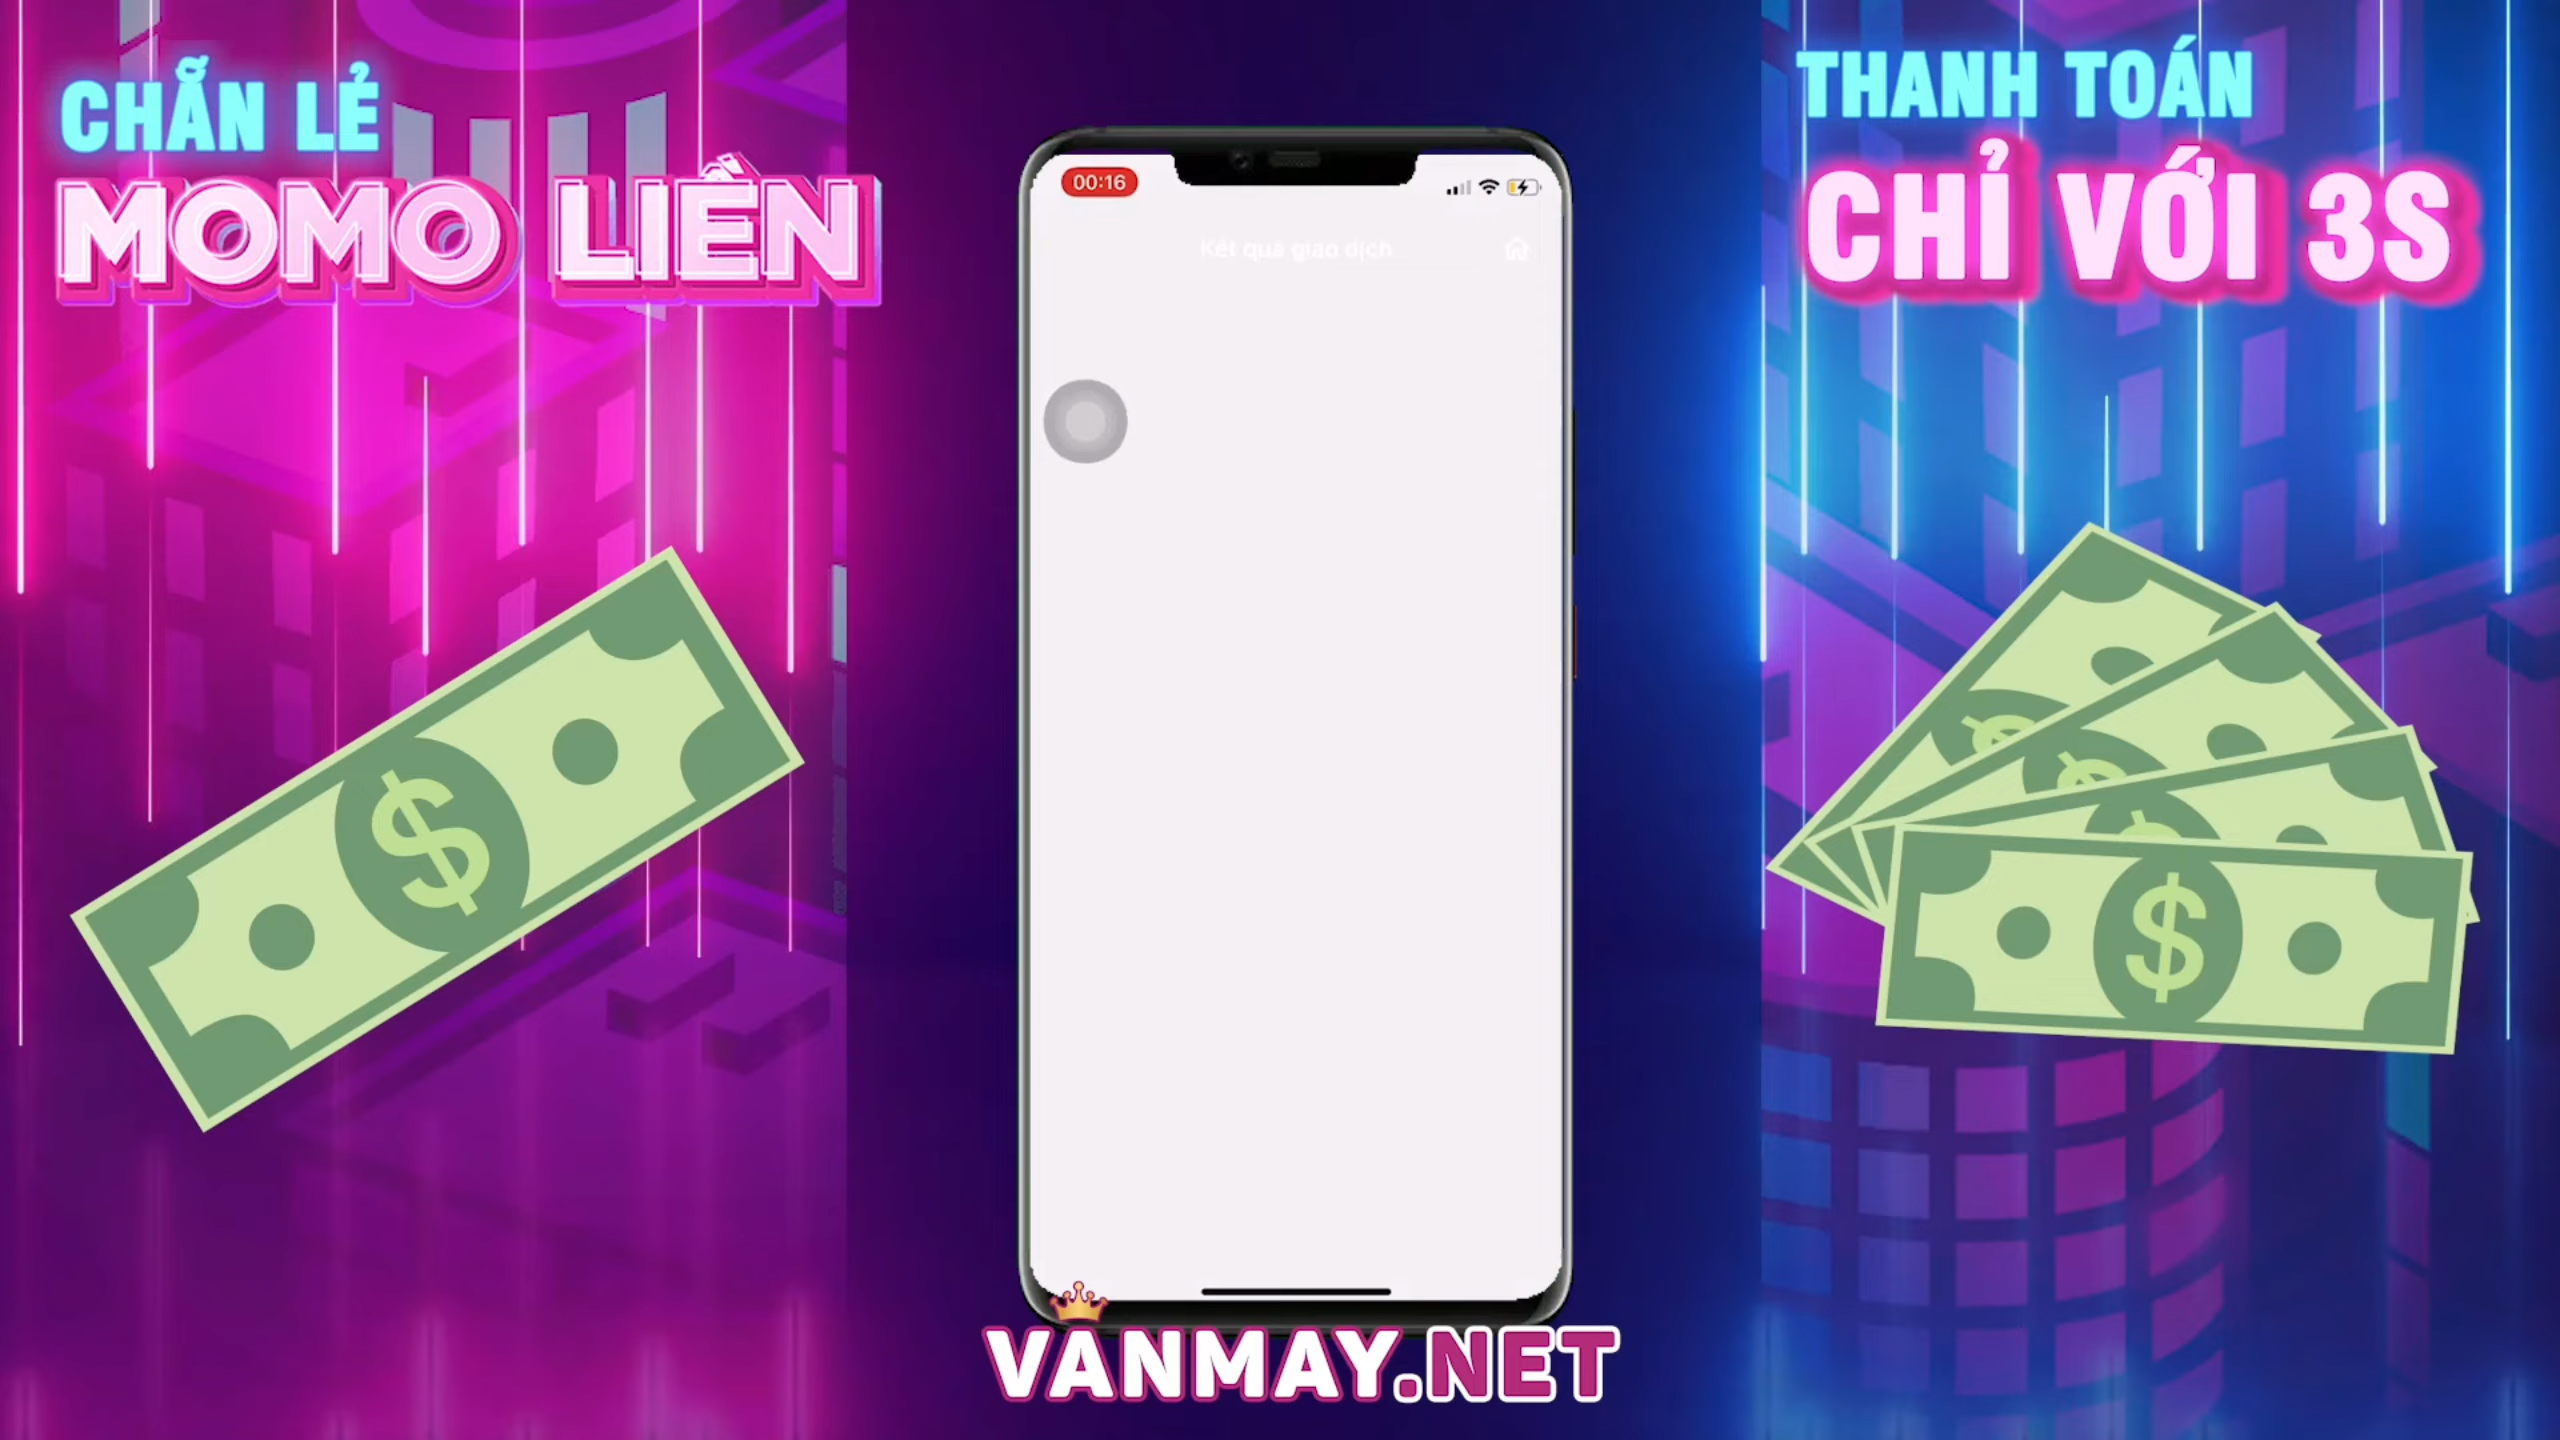 CHẴN LẺ
MOMO LIỀN
THANH TOÁN
CHỈ VỚI 3S
00:16
Kết quả giao dịch
VANMAY.NET